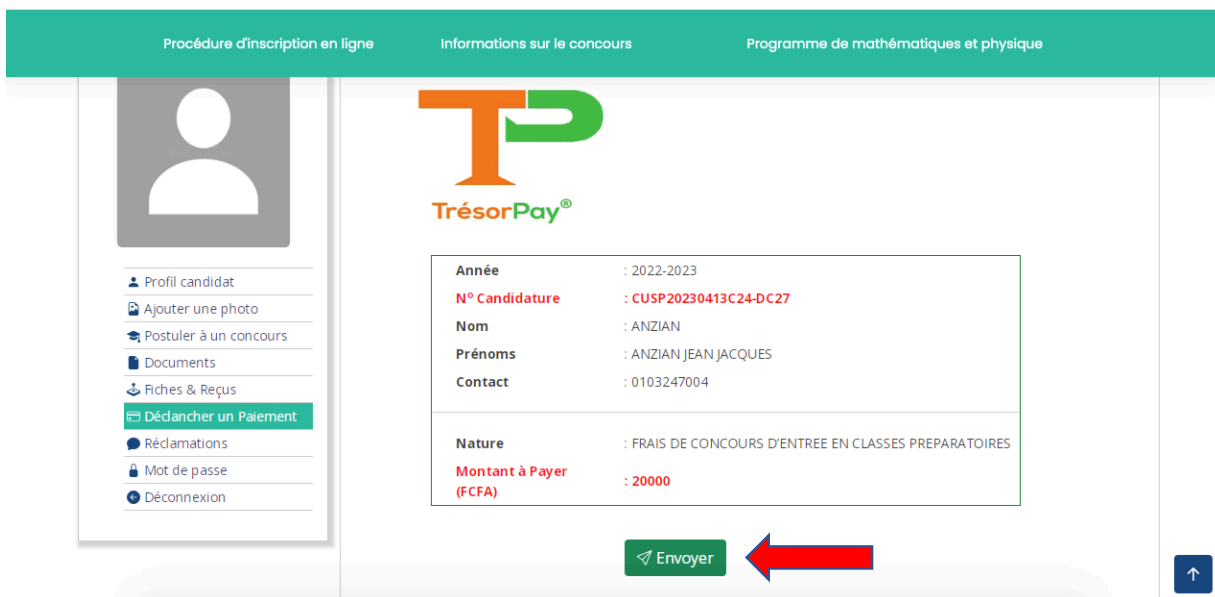 Procédure d'inscription en ligne
Informations sur le concours
Programme de mathématiques et physique
TP
TrésorPay®
Profil candidat
Ajouter une photo
Postuler à un concours
Documents
Fiches & Reçus
Déclancher un Paiement
Réclamations
Mot de passe
Déconnexion
Année : 2022-2023
Nº Candidature : CUSP20230413C24-DC27
Nom : ANZIAN
Prénoms : ANZIAN JEAN JACQUES
Contact : 0103247004
Nature : FRAIS DE CONCOURS D'ENTREE EN CLASSES PREPARATOIRES
Montant à Payer
(FCFA) : 20000
Envoyer